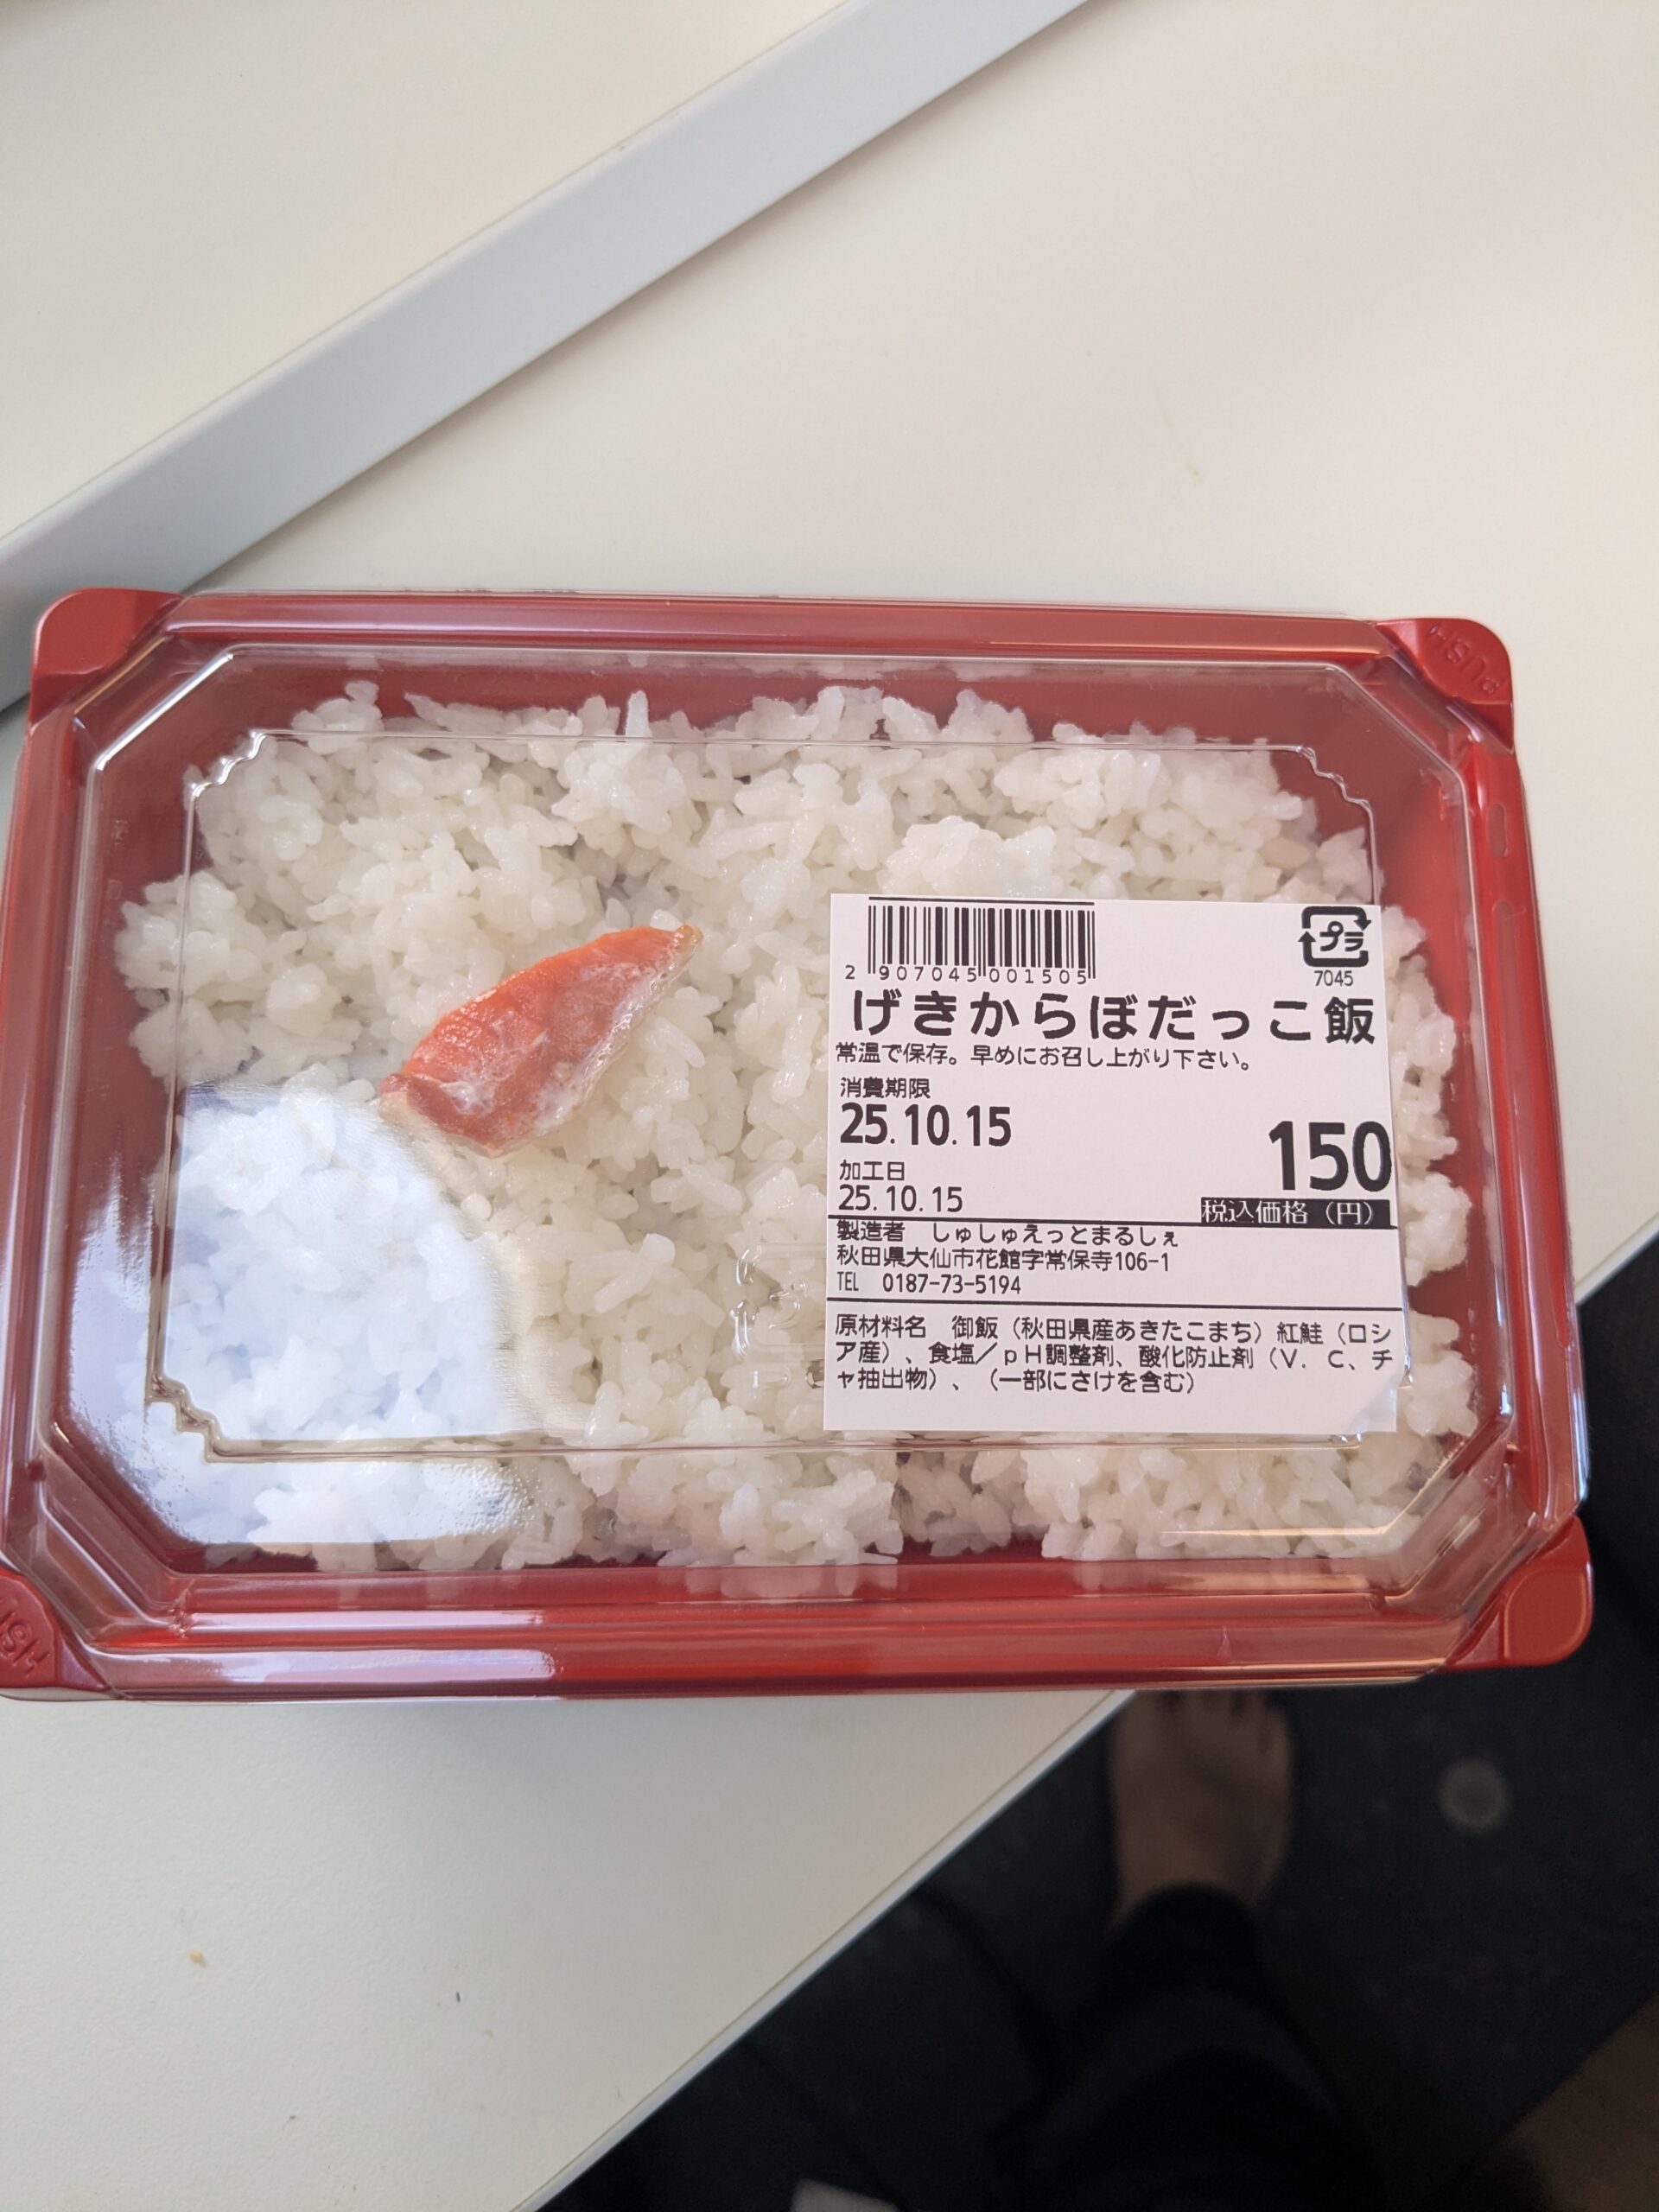 PUSH
プラ
2 907045 001505
7045
げきからぼだっこ飯
常温で保存。早めにお召し上がり下さい。
消費期限
25.10.15
150
加工日
25.10.15
税込価格（円）
製造者　しゅしゅえっとまるしぇ
秋田県大仙市花館字常保寺106-1
TEL　0187-73-5194
原材料名　御飯（秋田県産あきたこまち）紅鮭（ロシ
ア産）、食塩／ｐＨ調整剤、酸化防止剤（Ｖ．Ｃ、チ
ャ抽出物）、（一部にさけを含む）